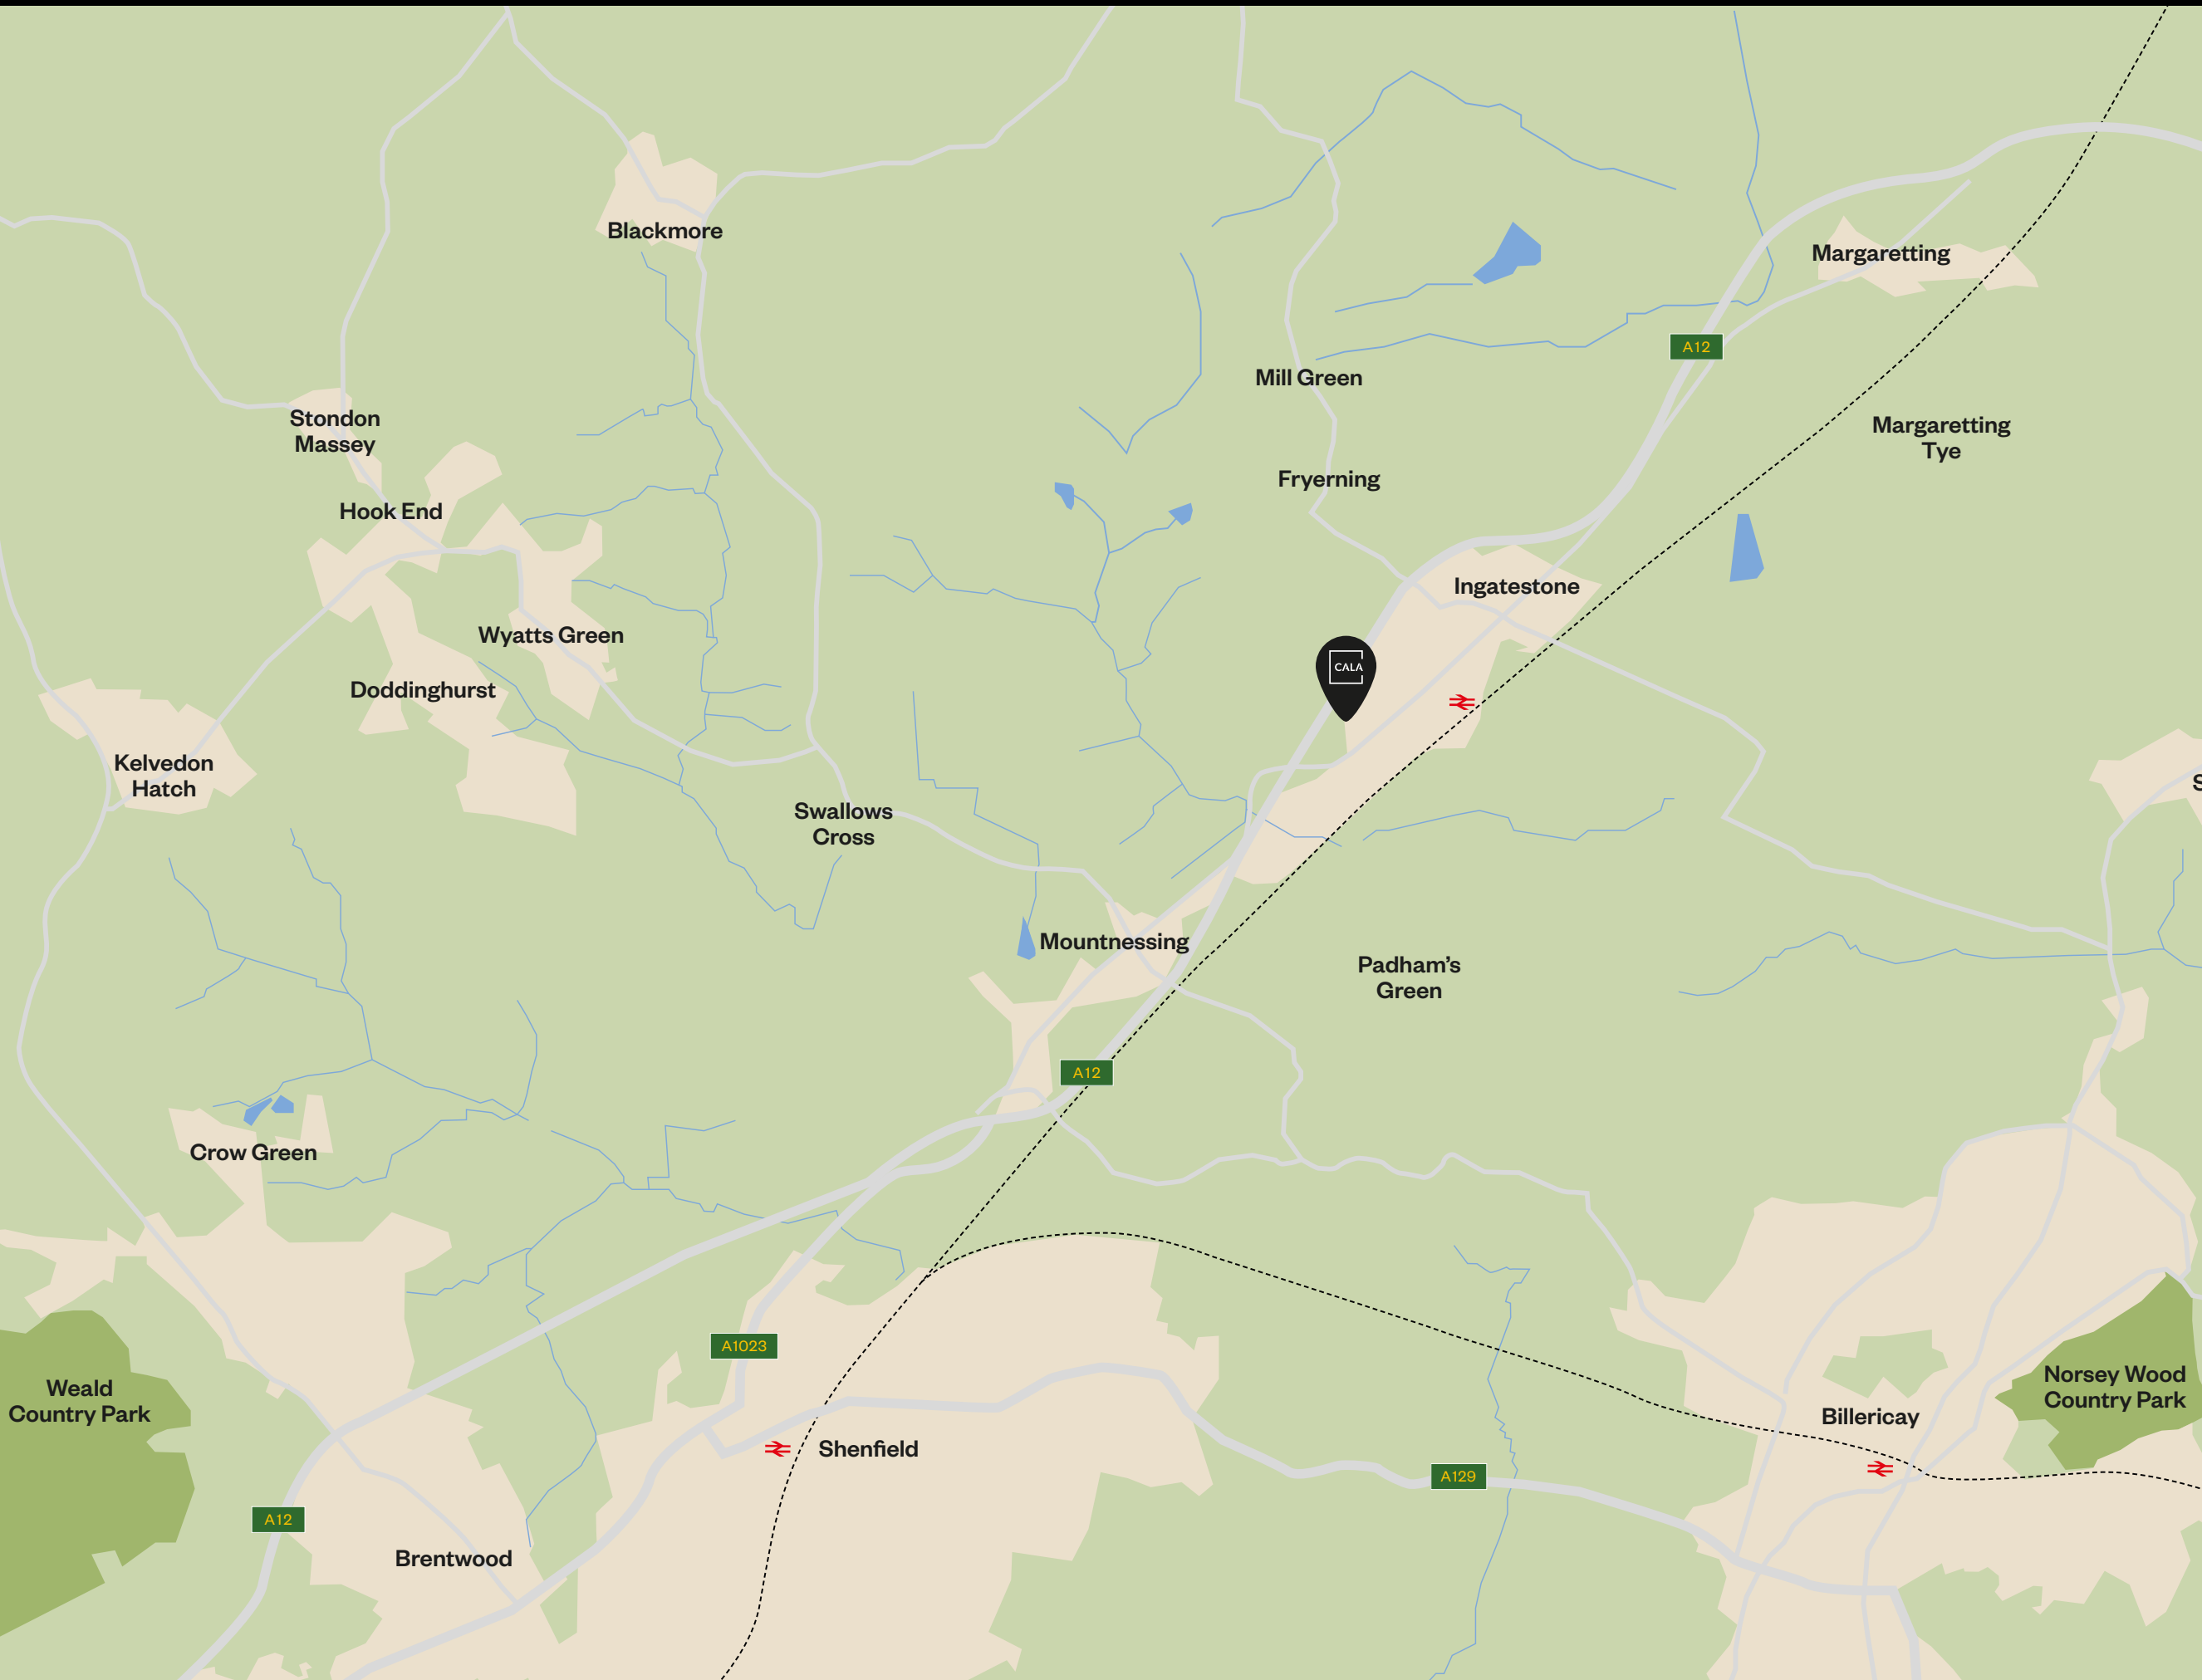 Blackmore
Margaretting
A12
Mill Green
Stondon
Massey
Margaretting
Tye
Fryerning
Hook End
Ingatestone
Wyatts Green
CALA
Doddinghurst
Kelvedon
Hatch
Swallows
Cross
Mountnessing
Padham's
Green
A12
Crow Green
A1023
Weald
Country Park
Norsey Wood
Country Park
Billericay
Shenfield
A129
A12
Brentwood